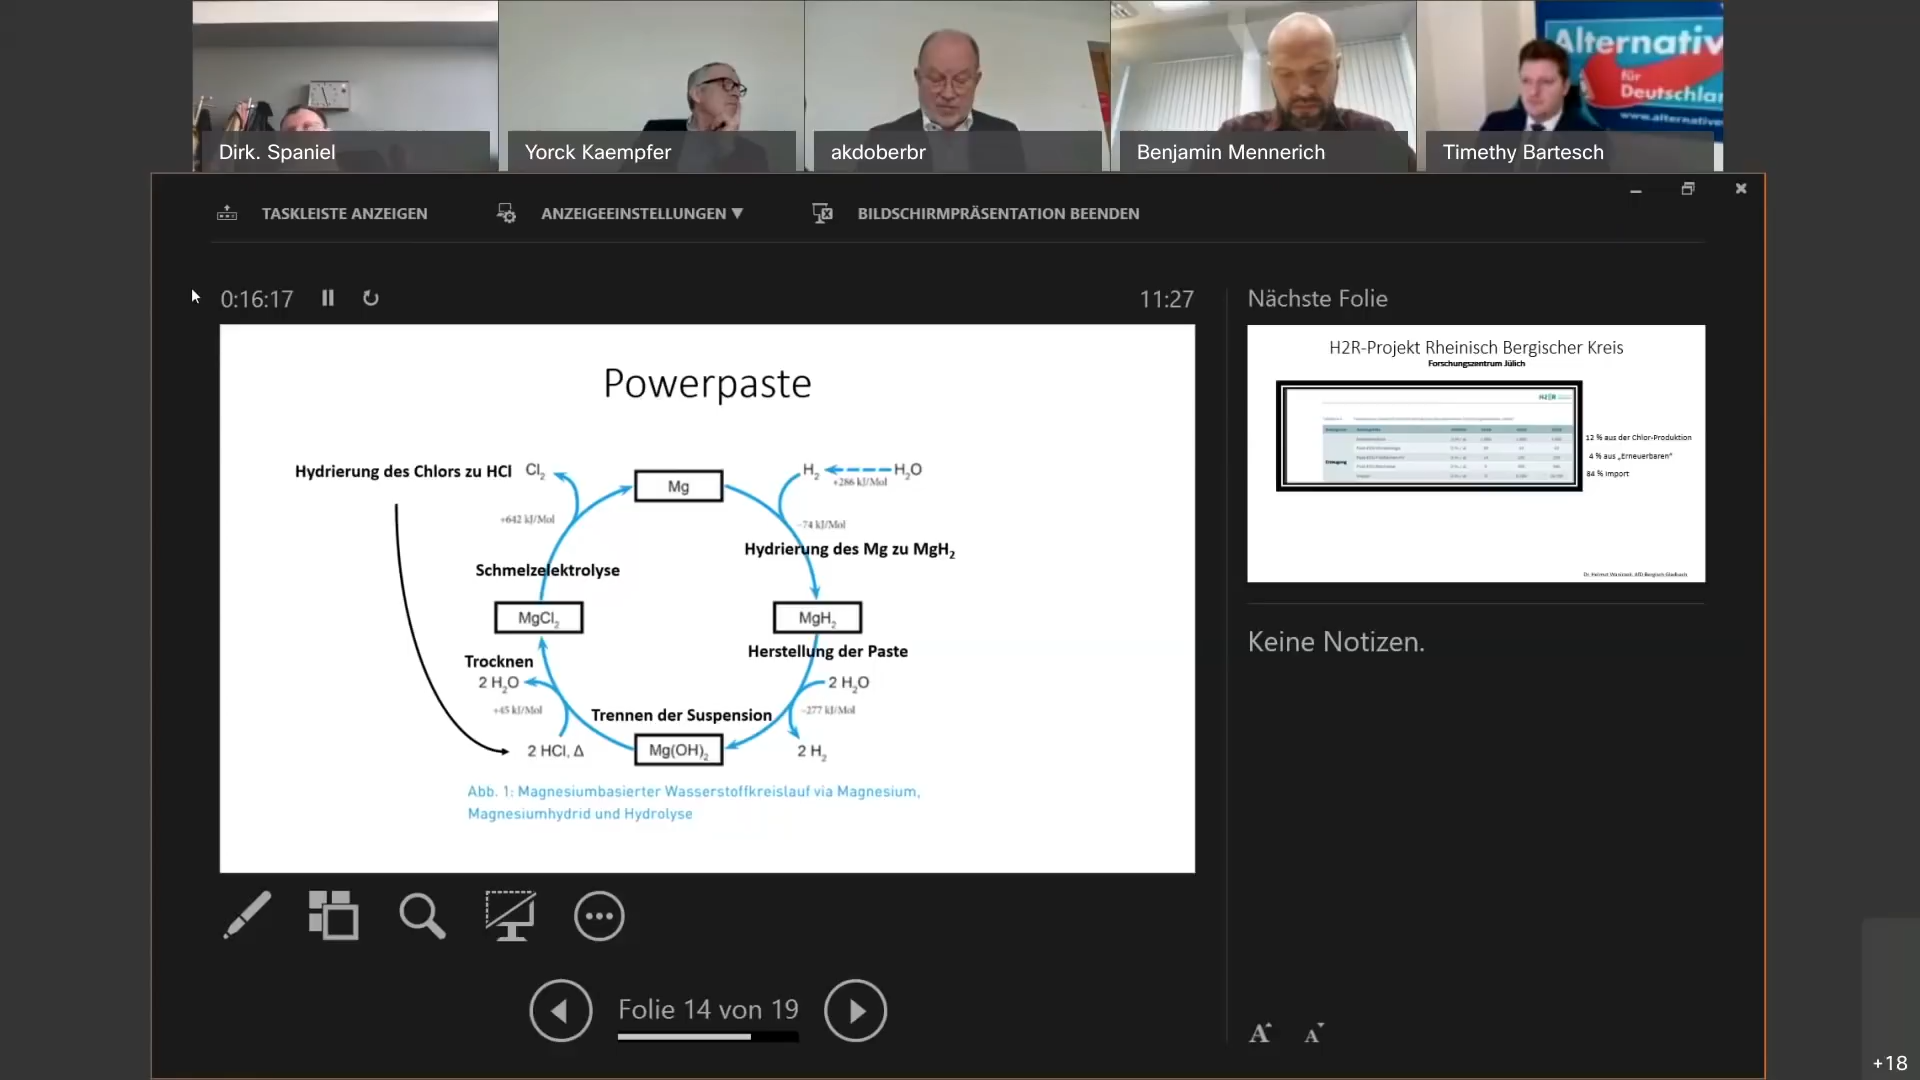 Alternativ
für
Deutschlan
www.alternative
Dirk. Spaniel
Yorck Kaempfer
akdoberbr
Benjamin Mennerich
Timethy Bartesch
TASKLEISTE ANZEIGEN
ANZEIGEEINSTELLUNGEN ▼
BILDSCHIRMPRÄSENTATION BEENDEN
0:16:17
11:27
Nächste Folie
Powerpaste
Hydrierung des Chlors zu HCl
Cl₂
Mg
H₂
H₂O
+286 kJ/Mol
+642 kJ/Mol
-74 kJ/Mol
Hydrierung des Mg zu MgH₂
Schmelzelektrolyse
MgCl₂
MgH₂
Herstellung der Paste
Trocknen
2 H₂O
2 H₂O
+45 kJ/Mol
-277 kJ/Mol
Trennen der Suspension
2 HCl, Δ
Mg(OH)₂
2 H₂
Abb. 1: Magnesiumbasierter Wasserstoffkreislauf via Magnesium,
Magnesiumhydrid und Hydrolyse
H2R-Projekt Rheinisch Bergischer Kreis
Forschungszentrum Jülich
12 % aus der Chlor-Produktion
4 % aus „Erneuerbaren"
84 % Import
Keine Notizen.
Folie 14 von 19
A
A
+18